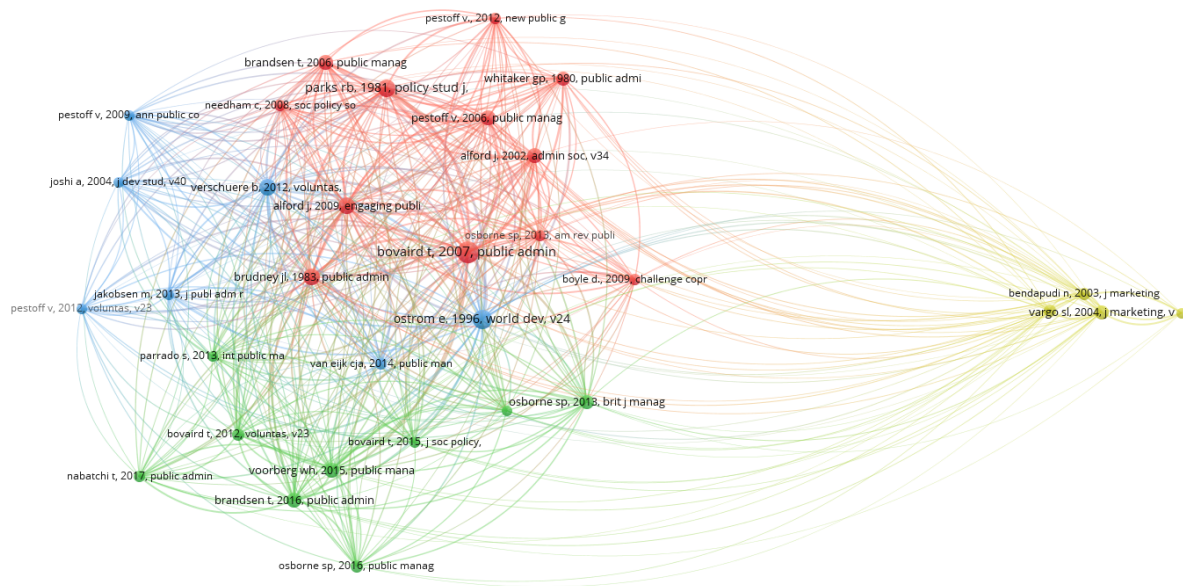 pestoff v., 2012, new public g
brandsen t, 2006, public manag
whitaker gp, 1980, public admi
parks rb, 1981, policy stud j,
needham c, 2008, soc policy so
pestoff v, 2009, ann public co
pestoff v, 2006, public manag
alford j, 2002, admin soc, v34
joshi a, 2004, j dev stud, v40
verschuere b, 2012, voluntas,
alford j, 2009, engaging publi
osborne sp, 2013, am rev publi
bovaird t, 2007, public admin
brudney jl, 1983, public admin
boyle d., 2009, challenge copr
jakobsen m, 2013, j publ adm r
bendapudi n, 2003, j marketing
pestoff v, 2012, voluntas, v23
vargo sl, 2004, j marketing, v
ostrom e, 1996, world dev, v24
parrado s, 2013, int public ma
van eijk cja, 2014, public man
osborne sp, 2013, brit j manag
bovaird t, 2012, voluntas, v23
bovaird t, 2015, j soc policy,
voorberg wh, 2015, public mana
nabatchi t, 2017, public admin
brandsen t, 2016, public admin
osborne sp, 2016, public manag